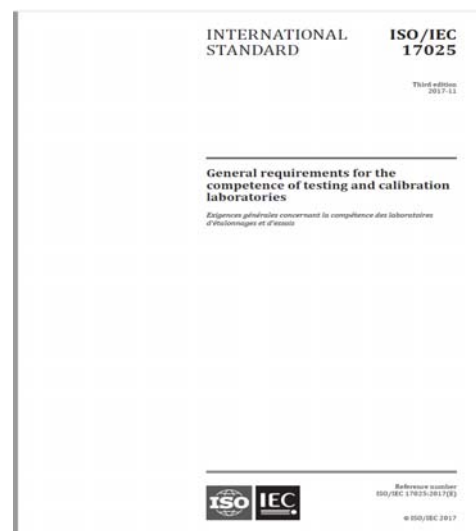 INTERNATIONAL STANDARD
ISO/IEC 17025
Third edition
2017-11
General requirements for the
competence of testing and calibration
laboratories
Exigences générales concernant la compétence des laboratoires
d'étalonnages et d'essais
ISO
IEC
Reference number
ISO/IEC 17025:2017(E)
© ISO/IEC 2017